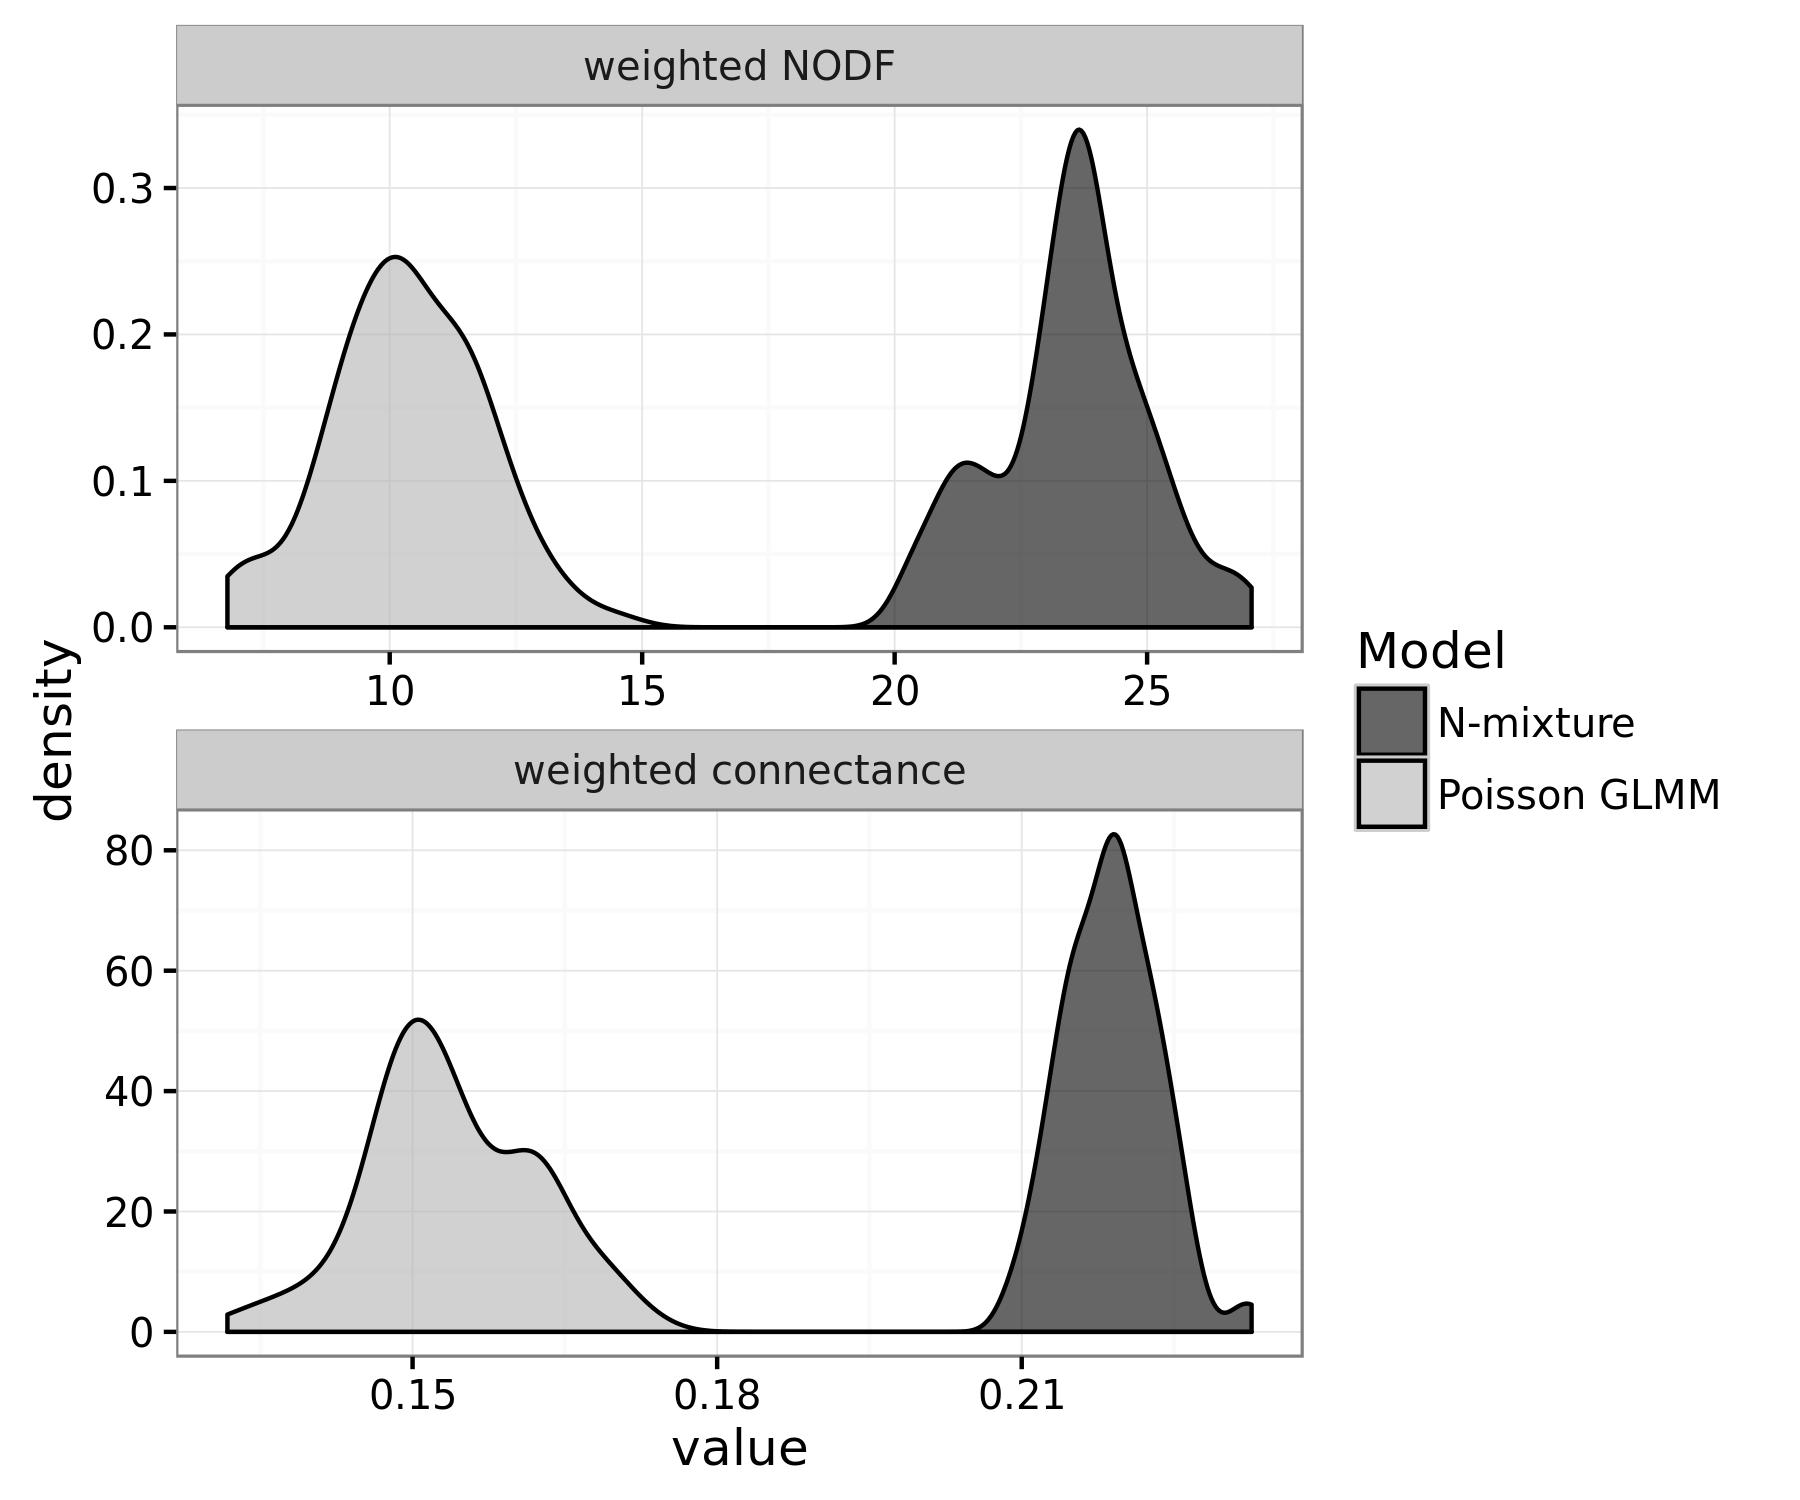 weighted NODF
0.3
0.2
0.1
0.0
10 15 20 25
density
weighted connectance
80
60
40
20
0
0.15 0.18 0.21
value
Model
N-mixture
Poisson GLMM